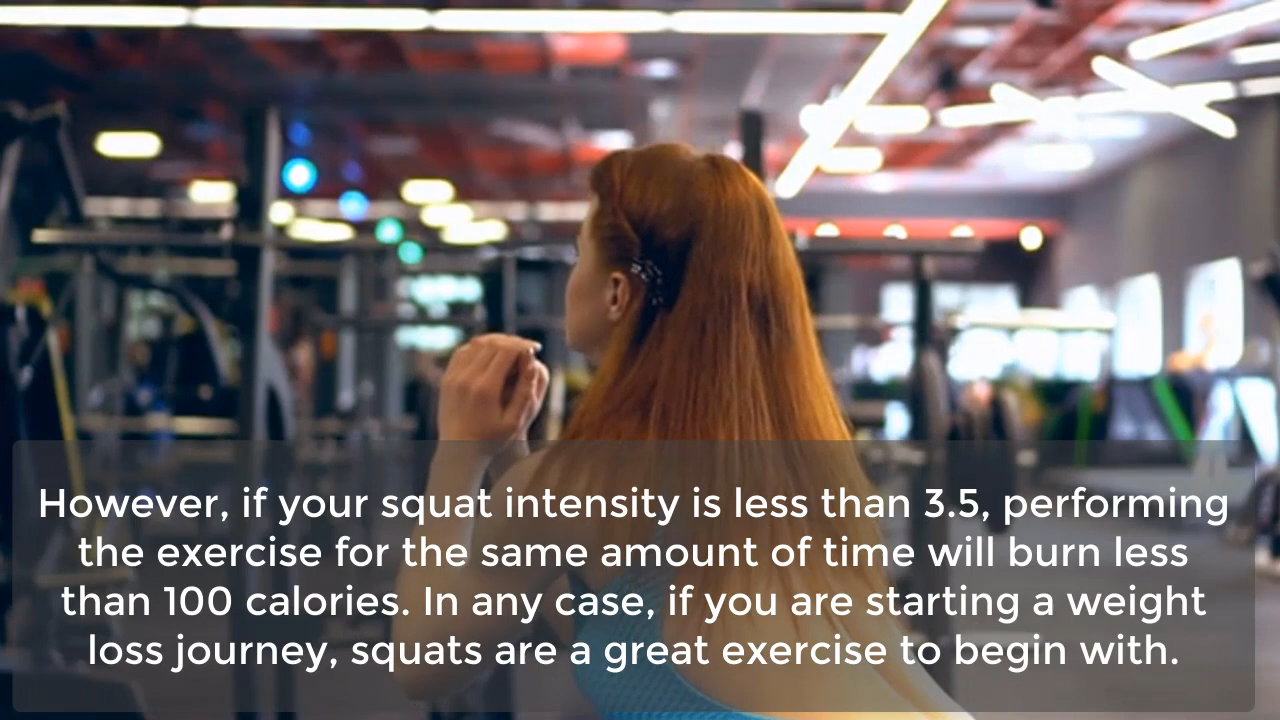 However, if your squat intensity is less than 3.5, performing
the exercise for the same amount of time will burn less
than 100 calories. In any case, if you are starting a weight
loss journey, squats are a great exercise to begin with.